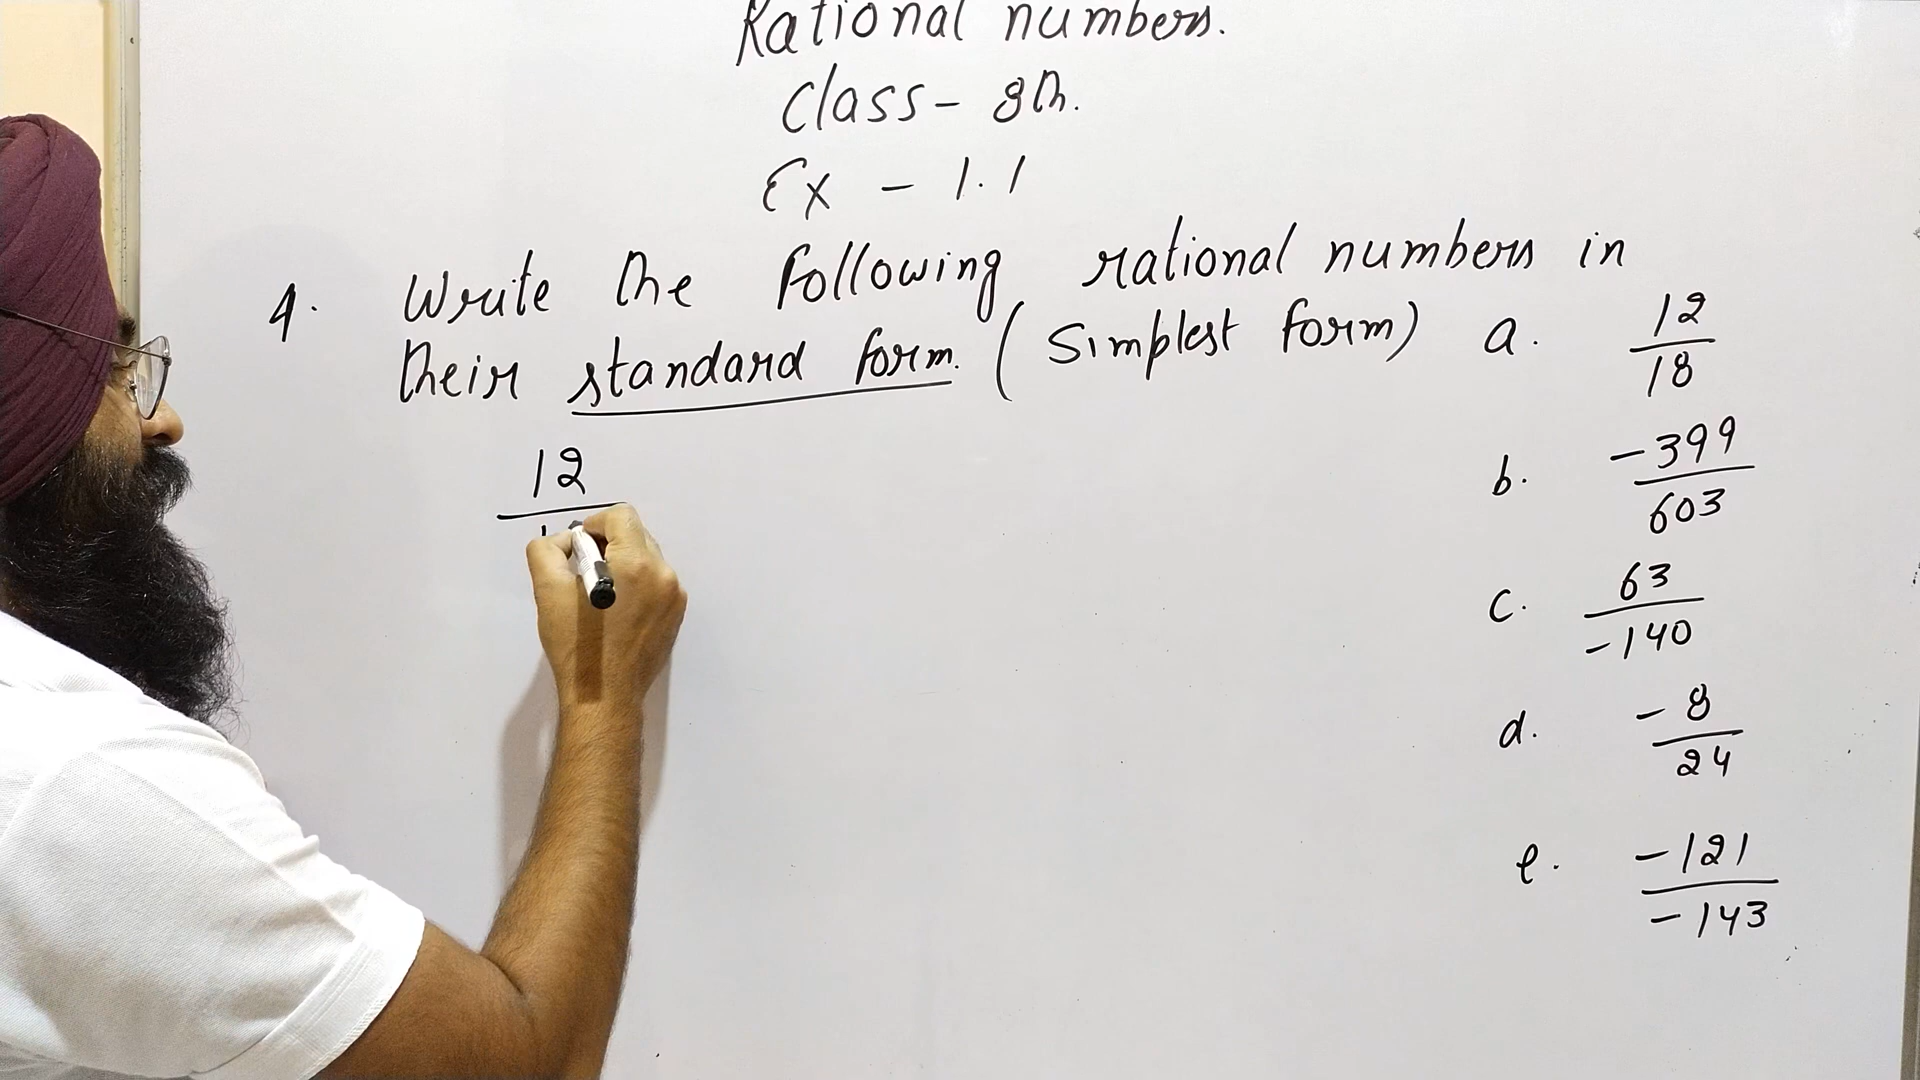 Rational numbers.
Class - 8th.
Ex - 1.1
4. Write the following rational numbers in
their standard form. (Simplest form) a. 12/18
b. -399/603
c. 63/-140
d. -8/24
e. -121/-143
12
1